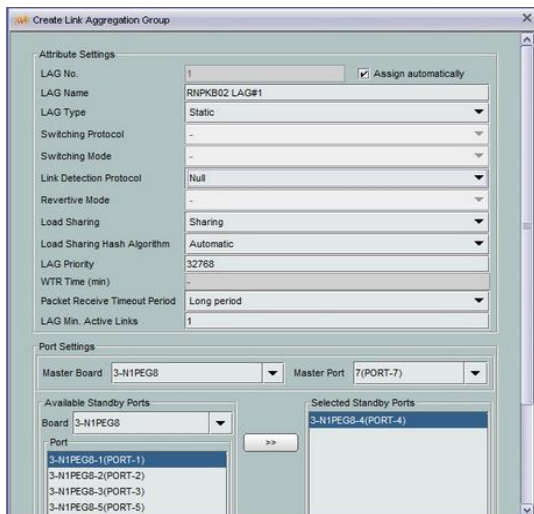 Create Link Aggregation Group
Attribute Settings
LAG No. 1 Assign automatically
LAG Name RNPKB02 LAG#1
LAG Type Static
Switching Protocol -
Switching Mode -
Link Detection Protocol Null
Revertive Mode -
Load Sharing Sharing
Load Sharing Hash Algorithm Automatic
LAG Priority 32768
WTR Time (min) -
Packet Receive Timeout Period Long period
LAG Min. Active Links 1
Port Settings
Master Board 3-N1PEG8 Master Port 7(PORT-7)
Available Standby Ports Selected Standby Ports
Board 3-N1PEG8 3-N1PEG8-4(PORT-4)
Port >>
3-N1PEG8-1(PORT-1)
3-N1PEG8-2(PORT-2)
3-N1PEG8-3(PORT-3)
3-N1PEG8-5(PORT-5)